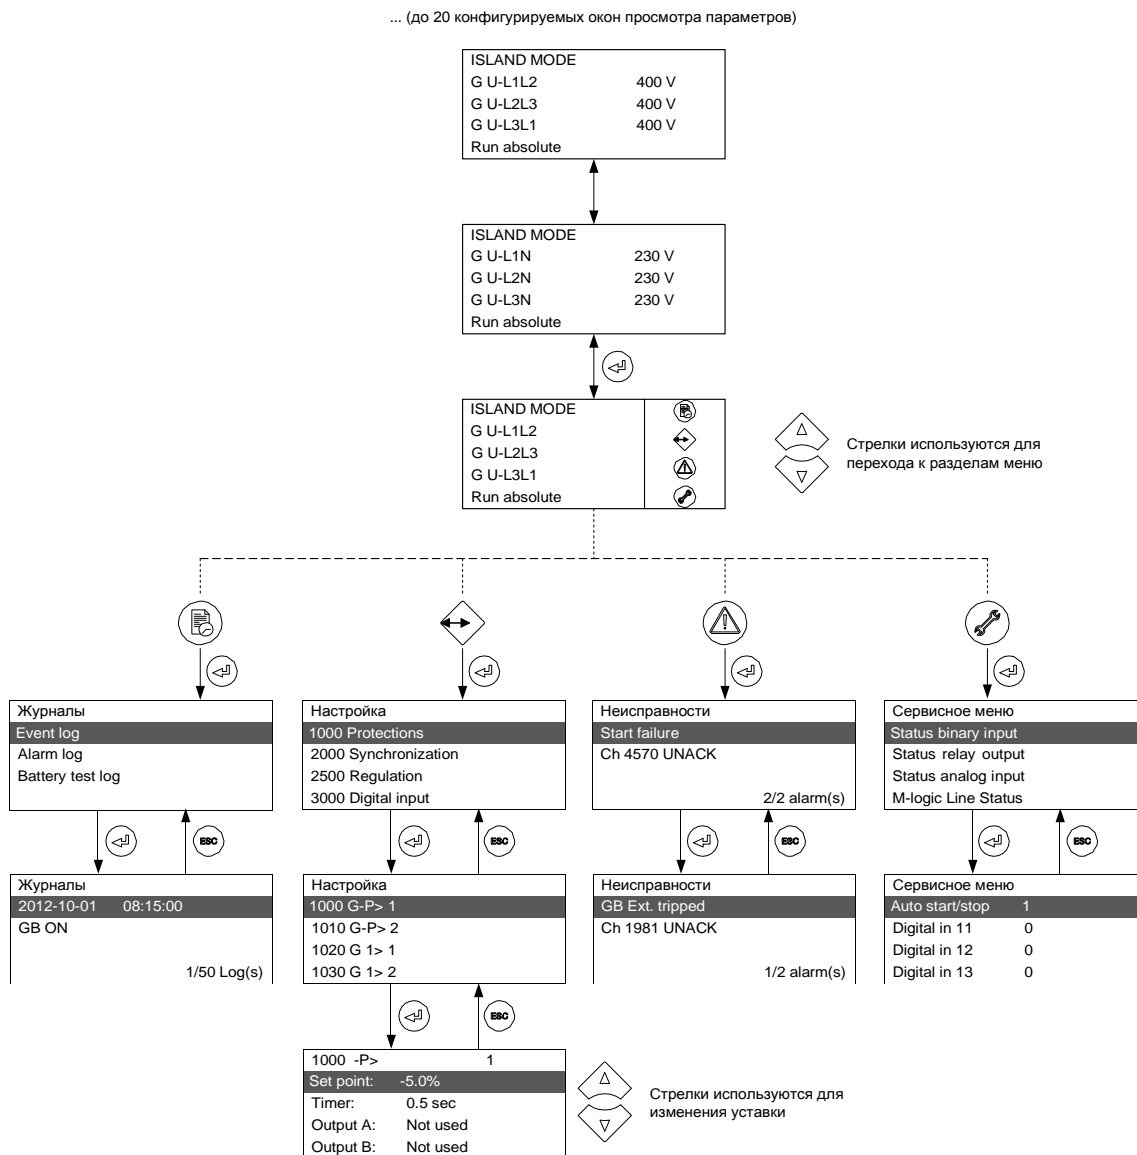 ... (до 20 конфигурируемых окон просмотра параметров)
ISLAND MODE
G U-L1L2 400 V
G U-L2L3 400 V
G U-L3L1 400 V
Run absolute
ISLAND MODE
G U-L1N 230 V
G U-L2N 230 V
G U-L3N 230 V
Run absolute
ISLAND MODE
G U-L1L2
G U-L2L3
G U-L3L1
Run absolute
Стрелки используются для
перехода к разделам меню
Журналы
Event log
Alarm log
Battery test log
Настройка
1000 Protections
2000 Synchronization
2500 Regulation
3000 Digital input
Неисправности
Start failure
Ch 4570 UNACK
2/2 alarm(s)
Сервисное меню
Status binary input
Status relay output
Status analog input
M-logic Line Status
ESC
ESC
ESC
ESC
Журналы
2012-10-01 08:15:00
GB ON
1/50 Log(s)
Настройка
1000 G-P> 1
1010 G-P> 2
1020 G 1> 1
1030 G 1> 2
Неисправности
GB Ext. tripped
Ch 1981 UNACK
1/2 alarm(s)
Сервисное меню
Auto start/stop 1
Digital in 11 0
Digital in 12 0
Digital in 13 0
ESC
1000 -P> 1
Set point: -5.0%
Timer: 0.5 sec
Output A: Not used
Output B: Not used
Стрелки используются для
изменения уставки